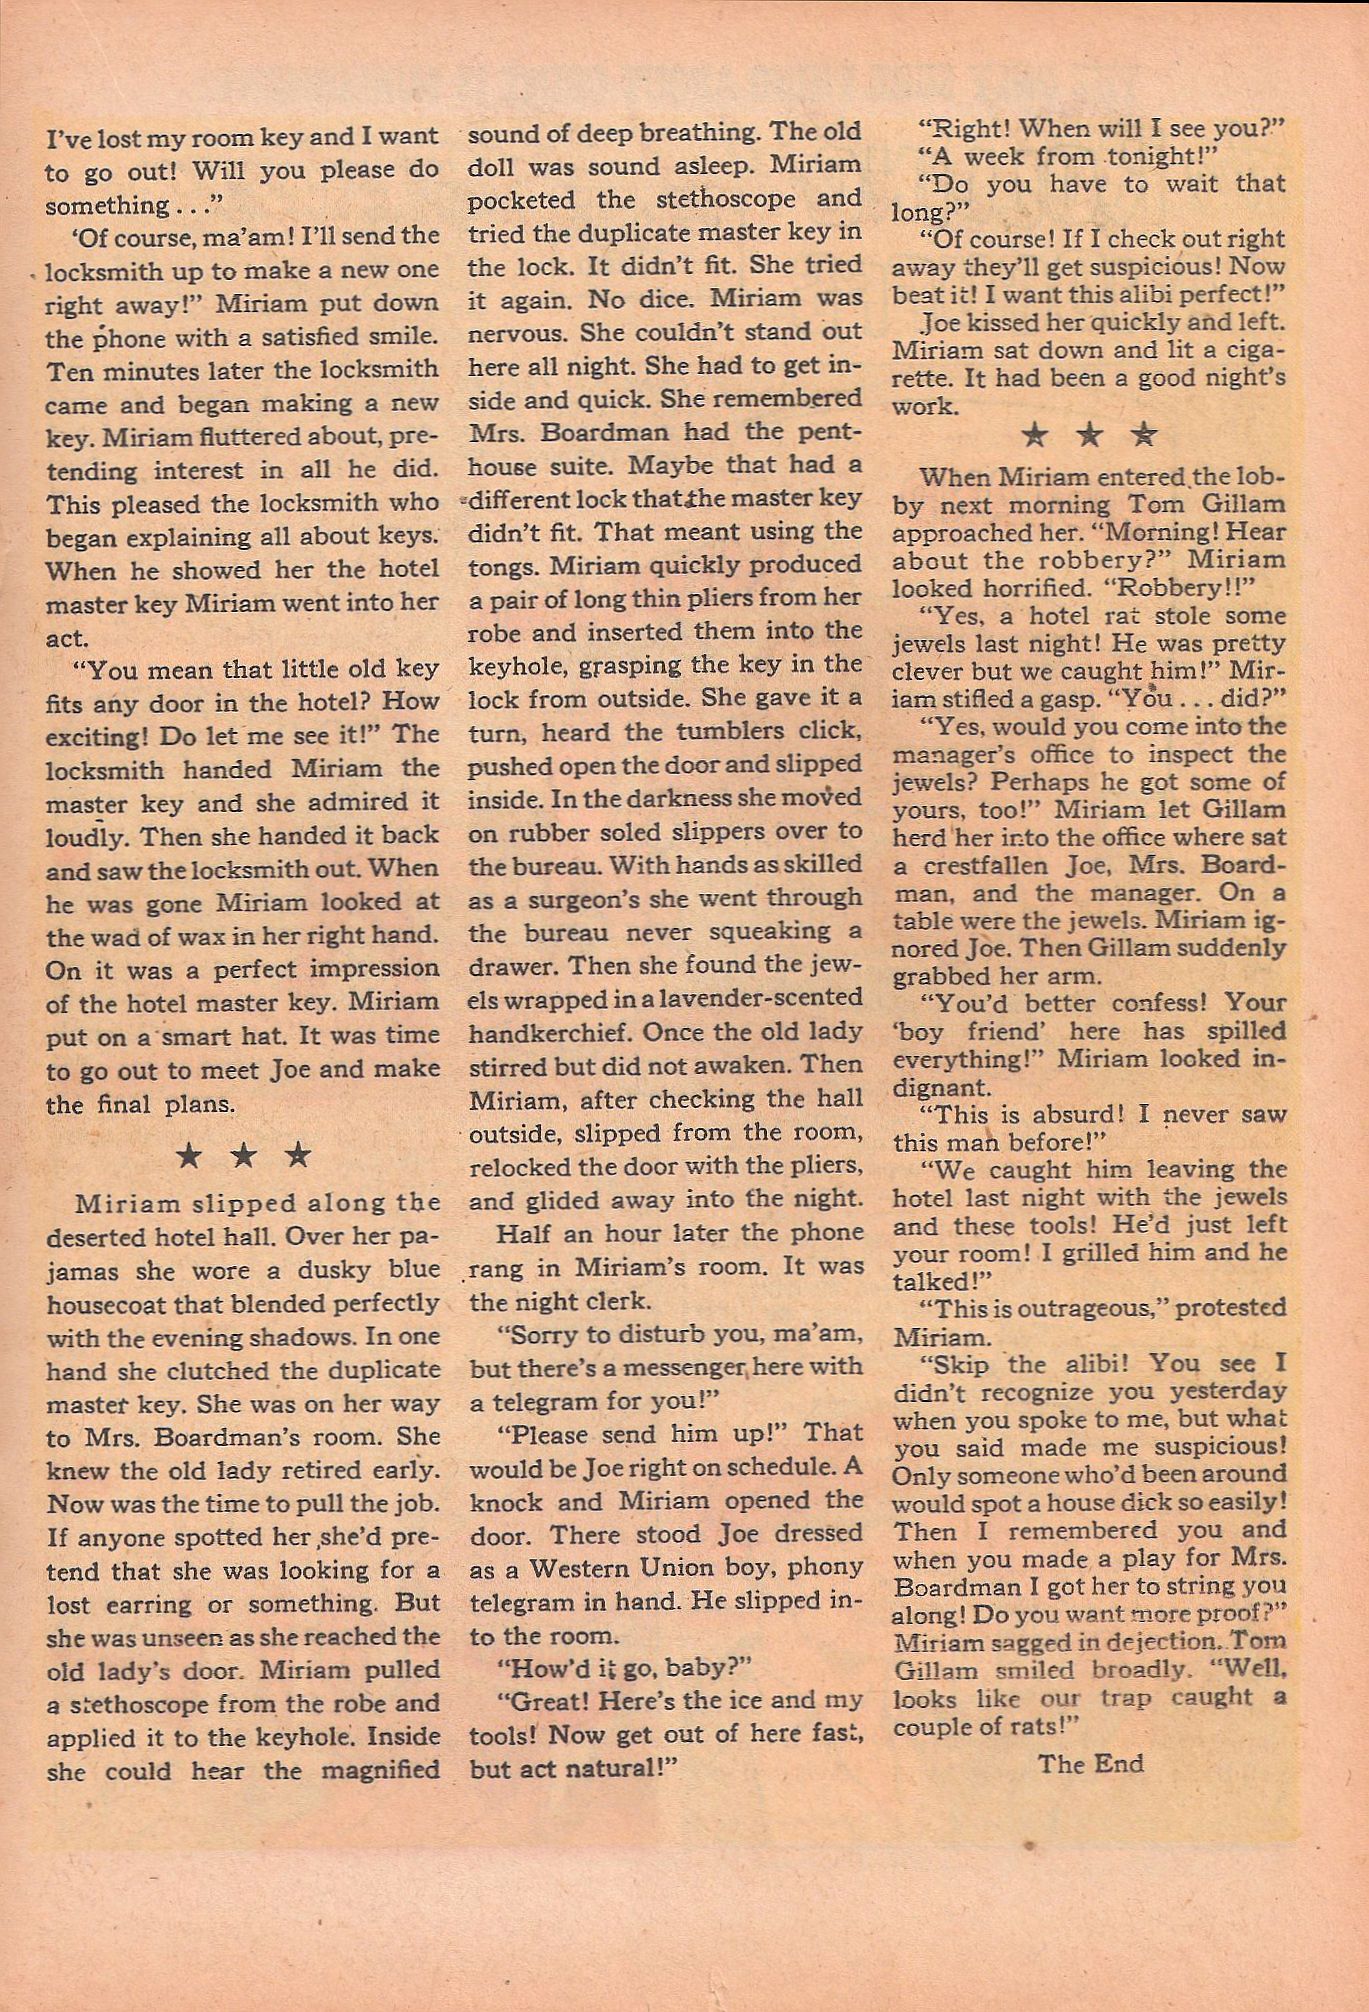 I've lost my room key and I want
to go out! Will you please do
something . . ."
'Of course, ma'am! I'll send the
locksmith up to make a new one
right away!" Miriam put down
the phone with a satisfied smile.
Ten minutes later the locksmith
came and began making a new
key. Miriam fluttered about, pre-
tending interest in all he did.
This pleased the locksmith who
began explaining all about keys.
When he showed her the hotel
master key Miriam went into her
act.
"You mean that little old key
fits any door in the hotel? How
exciting! Do let me see it!" The
locksmith handed Miriam the
master key and she admired it
loudly. Then she handed it back
and saw the locksmith out. When
he was gone Miriam looked at
the wad of wax in her right hand.
On it was a perfect impression
of the hotel master key. Miriam
put on a smart hat. It was time
to go out to meet Joe and make
the final plans.
★ ★ ★
Miriam slipped along the
deserted hotel hall. Over her pa-
jamas she wore a dusky blue
housecoat that blended perfectly
with the evening shadows. In one
hand she clutched the duplicate
master key. She was on her way
to Mrs. Boardman's room. She
knew the old lady retired early.
Now was the time to pull the job.
If anyone spotted her she'd pre-
tend that she was looking for a
lost earring or something. But
she was unseen as she reached the
old lady's door. Miriam pulled
a stethoscope from the robe and
applied it to the keyhole. Inside
she could hear the magnified
sound of deep breathing. The old
doll was sound asleep. Miriam
pocketed the stethoscope and
tried the duplicate master key in
the lock. It didn't fit. She tried
it again. No dice. Miriam was
nervous. She couldn't stand out
here all night. She had to get in-
side and quick. She remembered
Mrs. Boardman had the pent-
house suite. Maybe that had a
different lock that the master key
didn't fit. That meant using the
tongs. Miriam quickly produced
a pair of long thin pliers from her
robe and inserted them into the
keyhole, grasping the key in the
lock from outside. She gave it a
turn, heard the tumblers click,
pushed open the door and slipped
inside. In the darkness she moved
on rubber soled slippers over to
the bureau. With hands as skilled
as a surgeon's she went through
the bureau never squeaking a
drawer. Then she found the jew-
els wrapped in a lavender-scented
handkerchief. Once the old lady
stirred but did not awaken. Then
Miriam, after checking the hall
outside, slipped from the room,
relocked the door with the pliers,
and glided away into the night.
Half an hour later the phone
rang in Miriam's room. It was
the night clerk.
"Sorry to disturb you, ma'am,
but there's a messenger here with
a telegram for you!"
"Please send him up!" That
would be Joe right on schedule. A
knock and Miriam opened the
door. There stood Joe dressed
as a Western Union boy, phony
telegram in hand. He slipped in-
to the room.
"How'd it go, baby?"
"Great! Here's the ice and my
tools! Now get out of here fast,
but act natural!"
"Right! When will I see you?"
"A week from tonight!"
"Do you have to wait that
long?"
"Of course! If I check out right
away they'll get suspicious! Now
beat it! I want this alibi perfect!"
Joe kissed her quickly and left.
Miriam sat down and lit a ciga-
rette. It had been a good night's
work.
★ ★ ★
When Miriam entered the lob-
by next morning Tom Gillam
approached her. "Morning! Hear
about the robbery?" Miriam
looked horrified. "Robbery!!"
"Yes, a hotel rat stole some
jewels last night! He was pretty
clever but we caught him!" Mir-
iam stifled a gasp. "You . . . did?"
"Yes, would you come into the
manager's office to inspect the
jewels? Perhaps he got some of
yours, too!" Miriam let Gillam
herd her into the office where sat
a crestfallen Joe, Mrs. Board-
man, and the manager. On a
table were the jewels. Miriam ig-
nored Joe. Then Gillam suddenly
grabbed her arm.
"You'd better confess! Your
'boy friend' here has spilled
everything!" Miriam looked in-
dignant.
"This is absurd! I never saw
this man before!"
"We caught him leaving the
hotel last night with the jewels
and these tools! He'd just left
your room! I grilled him and he
talked!"
"This is outrageous," protested
Miriam.
"Skip the alibi! You see I
didn't recognize you yesterday
when you spoke to me, but what
you said made me suspicious!
Only someone who'd been around
would spot a house dick so easily!
Then I remembered you and
when you made a play for Mrs.
Boardman I got her to string you
along! Do you want more proof?"
Miriam sagged in dejection. Tom
Gillam smiled broadly. "Well,
looks like our trap caught a
couple of rats!"
The End